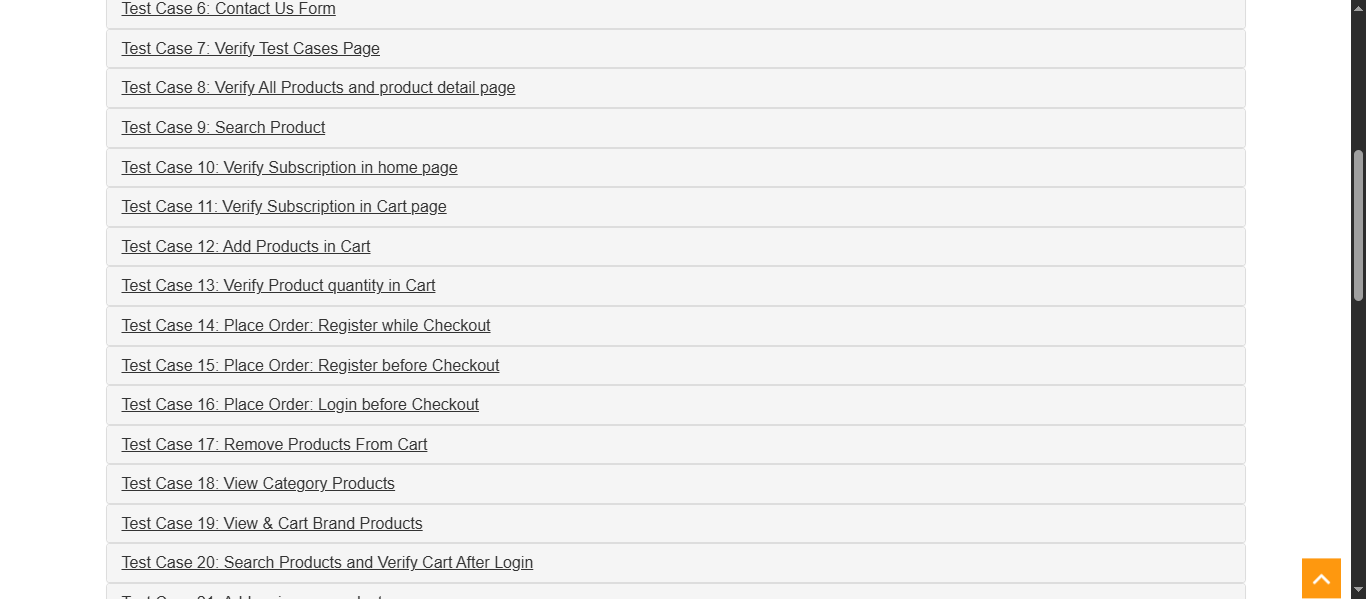 Test Case 6: Contact Us Form
Test Case 7: Verify Test Cases Page
Test Case 8: Verify All Products and product detail page
Test Case 9: Search Product
Test Case 10: Verify Subscription in home page
Test Case 11: Verify Subscription in Cart page
Test Case 12: Add Products in Cart
Test Case 13: Verify Product quantity in Cart
Test Case 14: Place Order: Register while Checkout
Test Case 15: Place Order: Register before Checkout
Test Case 16: Place Order: Login before Checkout
Test Case 17: Remove Products From Cart
Test Case 18: View Category Products
Test Case 19: View & Cart Brand Products
Test Case 20: Search Products and Verify Cart After Login
Test Case 21: Add